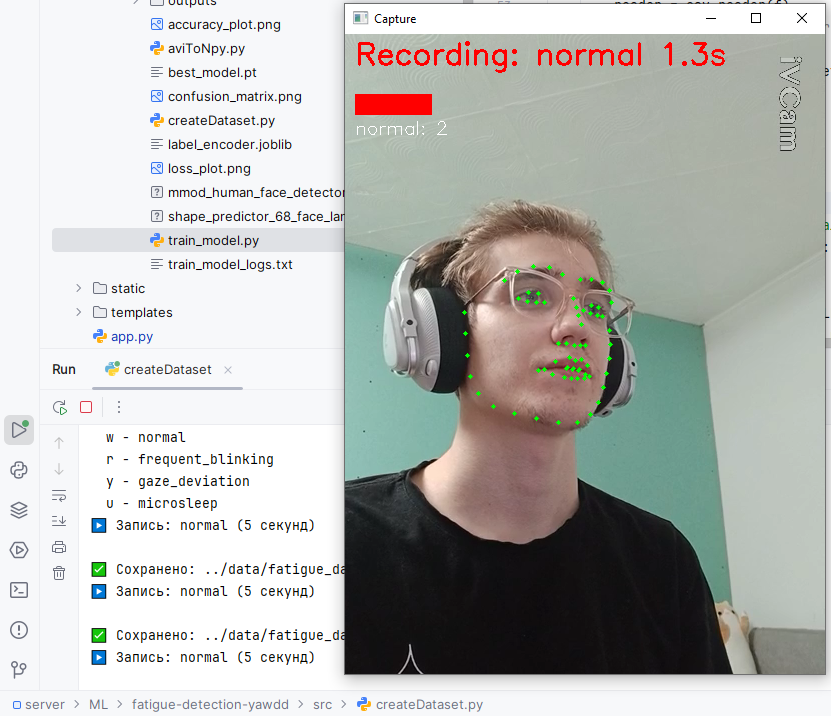 outputs
accuracy_plot.png
aviToNpy.py
best_model.pt
confusion_matrix.png
createDataset.py
label_encoder.joblib
loss_plot.png
mmod_human_face_detector
shape_predictor_68_face_lan
train_model.py
train_model_logs.txt
static
templates
app.py
Capture
Recording: normal 1.3s
normal: 2
ivCam
Run
createDataset
w - normal
r - frequent_blinking
y - gaze_deviation
u - microsleep
Запись: normal (5 секунд)
Сохранено: ../data/fatigue_da
Запись: normal (5 секунд)
Сохранено: ../data/fatigue_da
Запись: normal (5 секунд)
server > ML > fatigue-detection-yawdd > src > createDataset.py